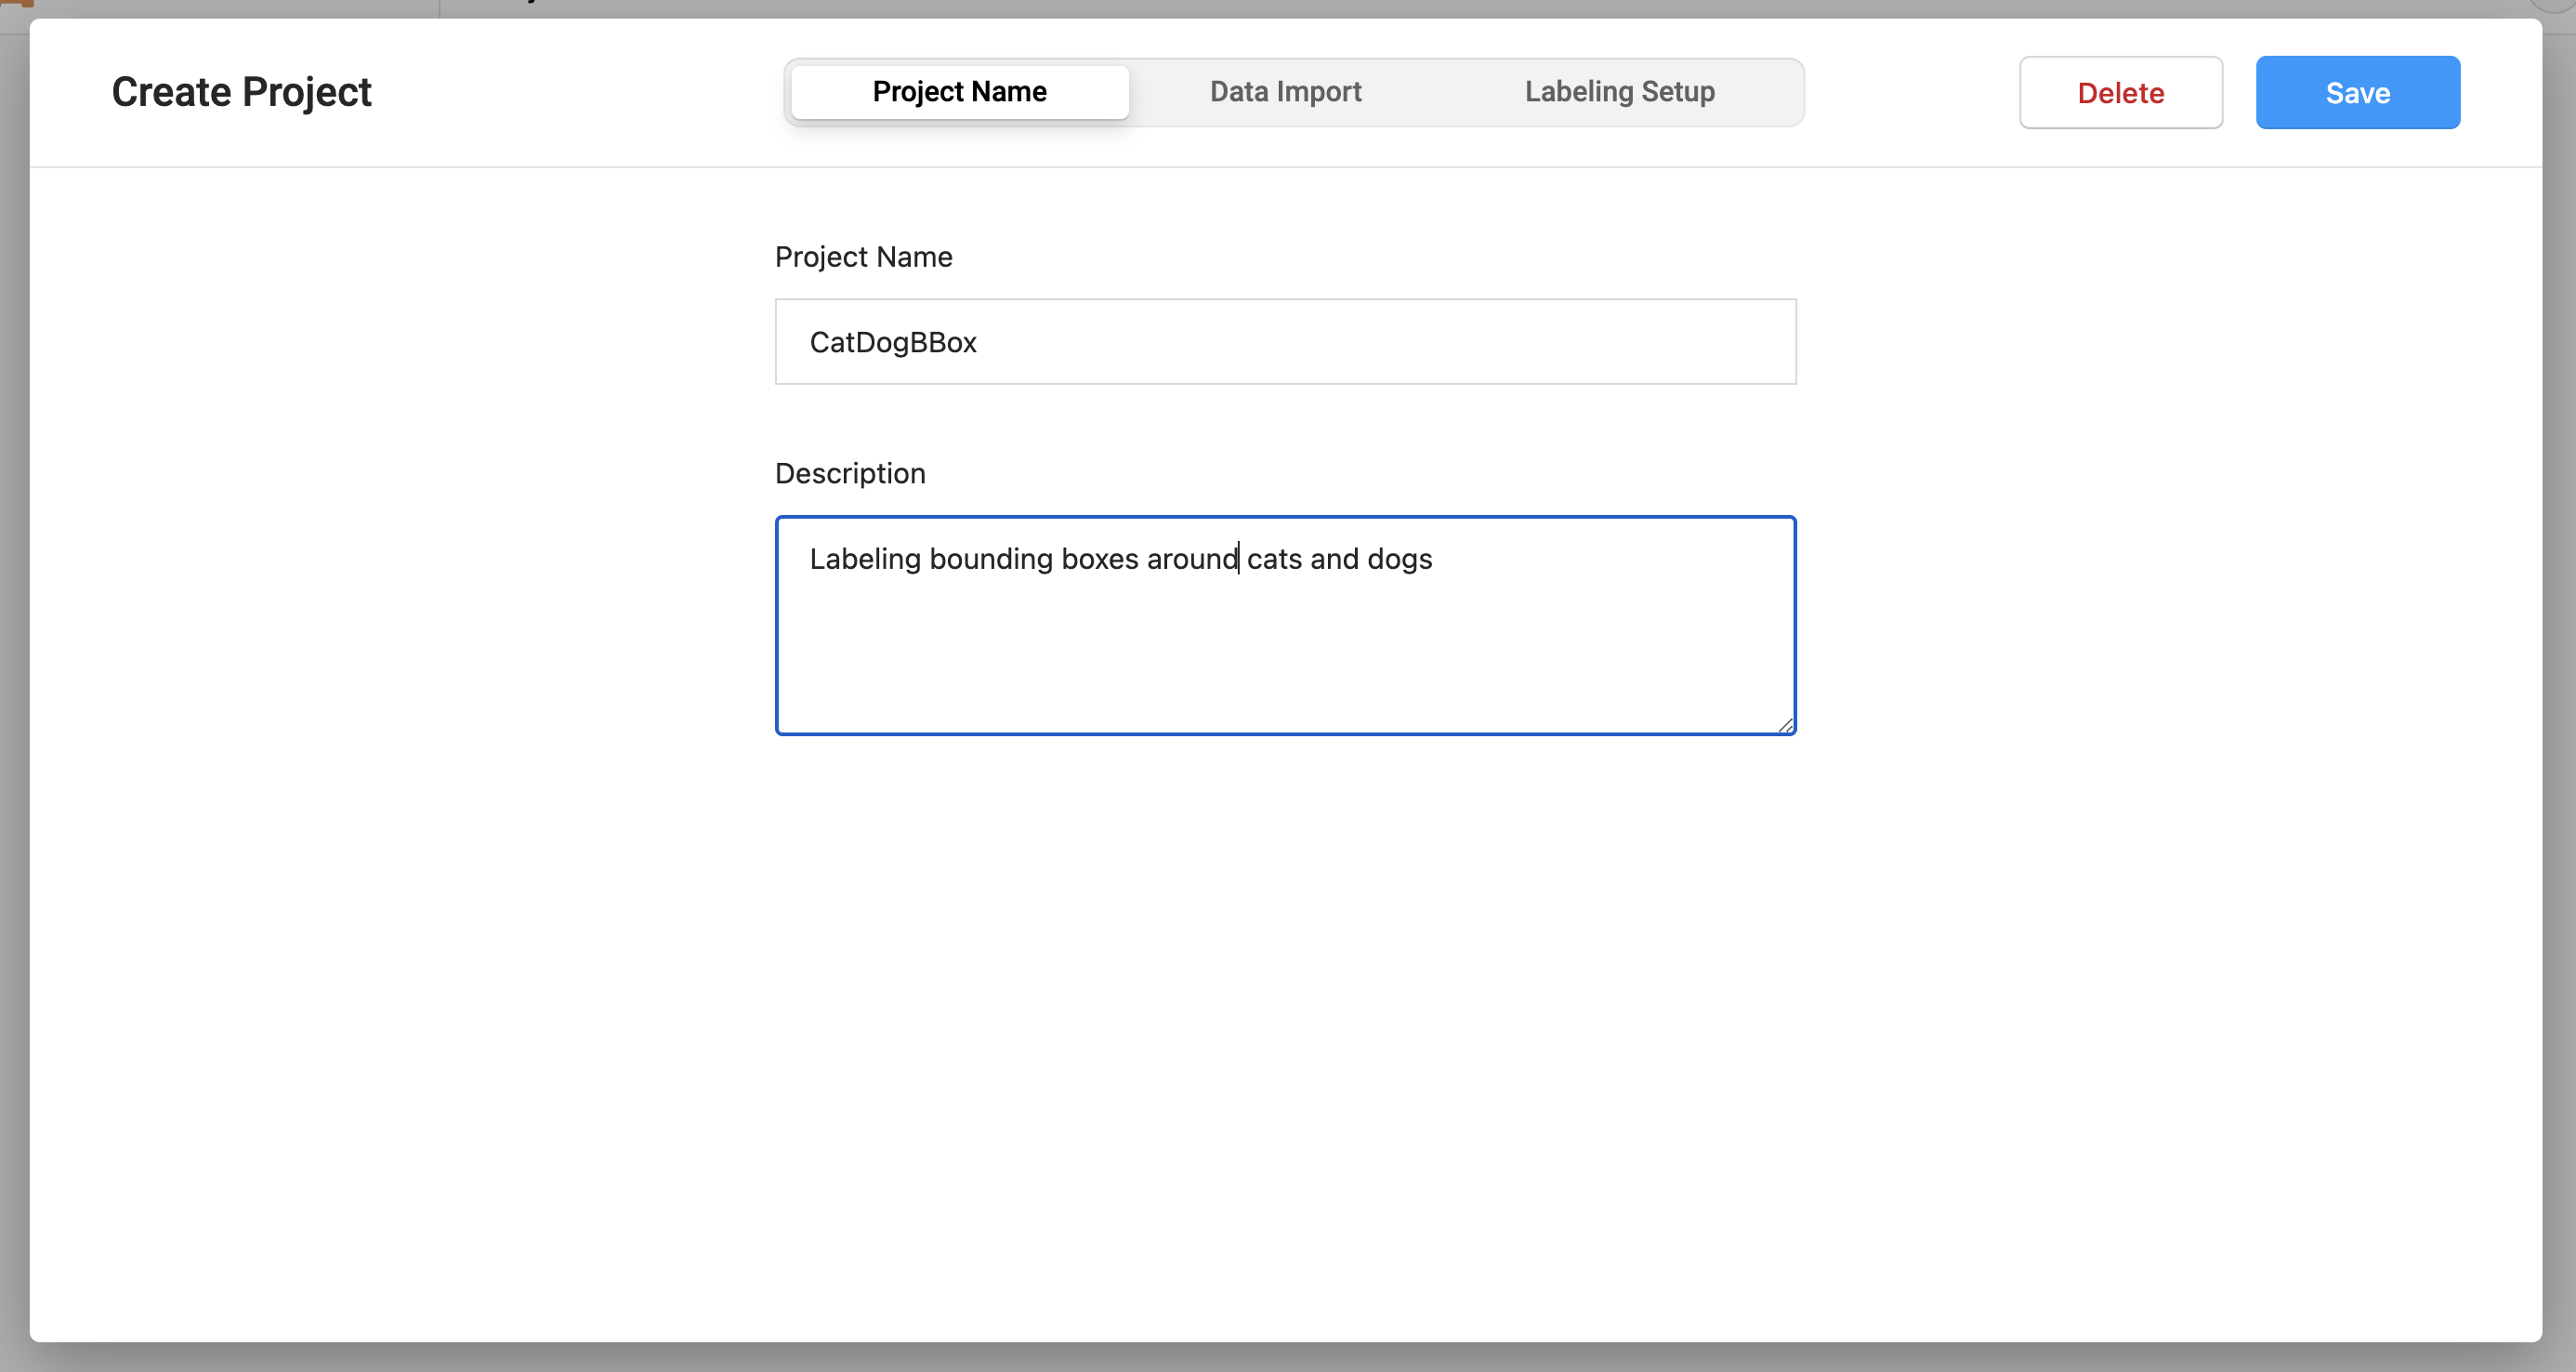 Create Project
Project Name
Data Import
Labeling Setup
Delete
Save
Project Name
CatDogBBox
Description
Labeling bounding boxes around cats and dogs